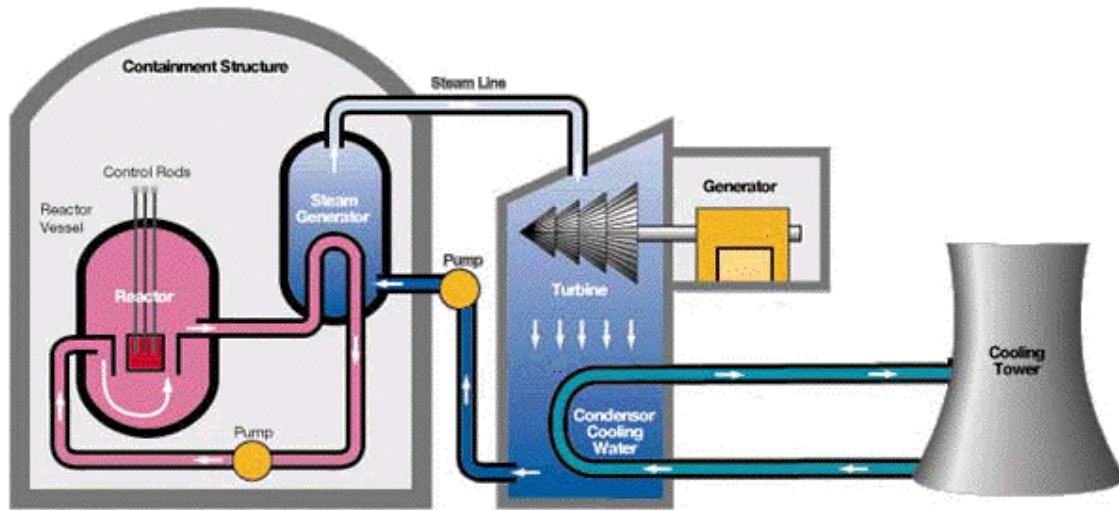 Containment Structure
Steam Line
Control Rods
Reactor
Vessel
Steam
Generator
Generator
Pump
Reactor
Turbine
Cooling
Tower
Condensor
Cooling
Water
Pump